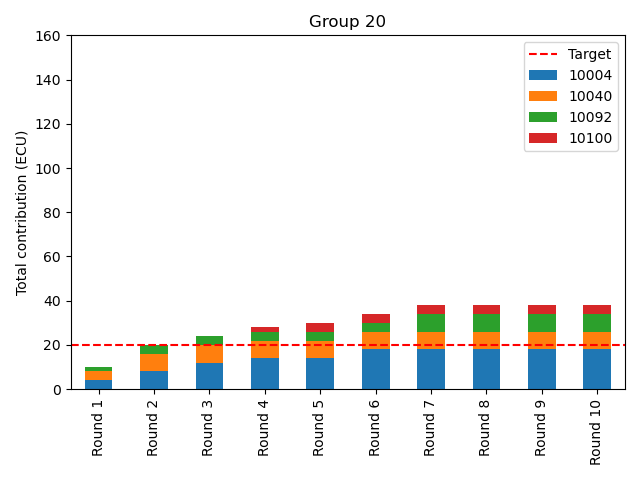 Group 20
Total contribution (ECU)
160
140
120
100
80
60
40
20
0
Target
10004
10040
10092
10100
Round 1
Round 2
Round 3
Round 4
Round 5
Round 6
Round 7
Round 8
Round 9
Round 10